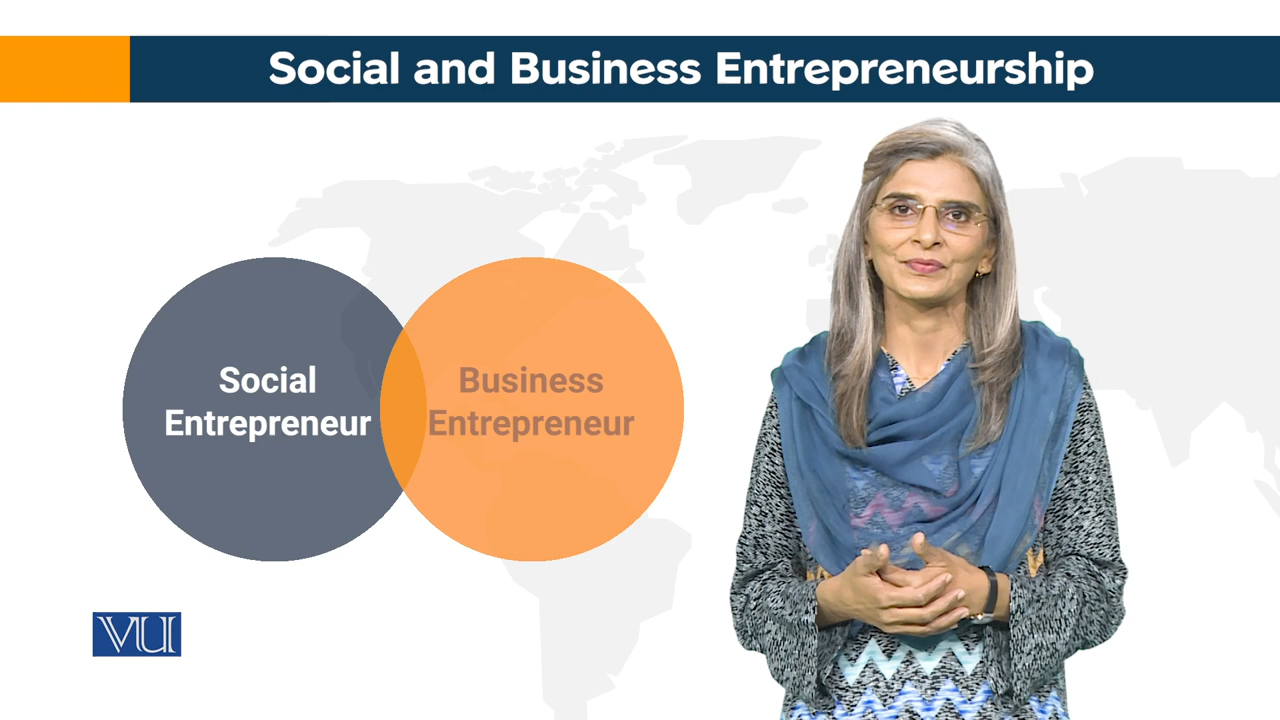 Social and Business Entrepreneurship
Social
Entrepreneur
Business
Entrepreneur
VU